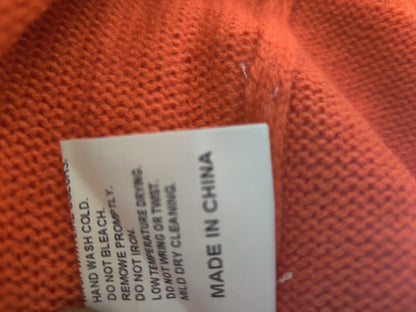 HAND WASH COLD.
DO NOT BLEACH.
REMOWE PROMPTLY.
DO NOT IRON.
LOW TEMPERATURE DRYING.
DO NOT WRING OR TWIST.
MILD DRY CLEANING.
MADE IN CHINA